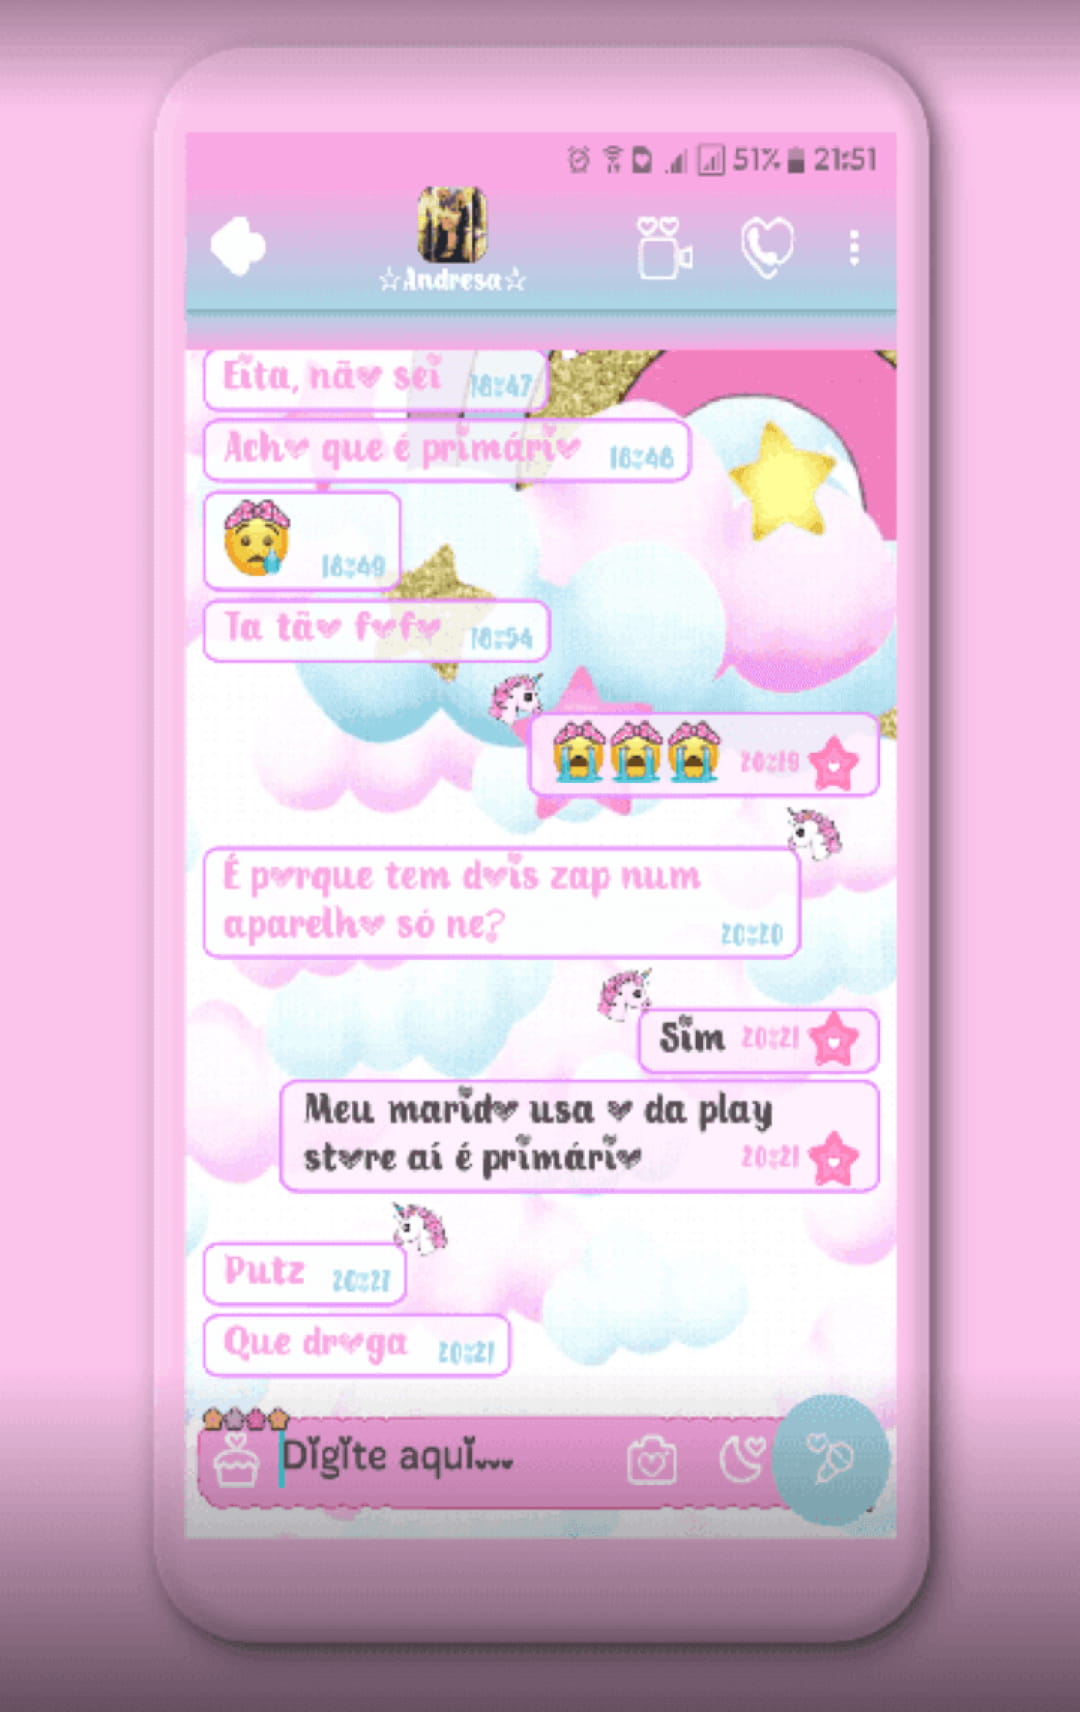 51% 21:51
☆Andresa☆
Eita, não sei 18:47
Acho que é primário 18:48
18:49
Ta tão fofo 18:54
20:19
É porque tem dois zap num
aparelho só ne? 20:20
Sim 20:21
Meu marido usa o da play
store aí é primário 20:21
Putz 20:21
Que droga 20:21
Digite aqui...